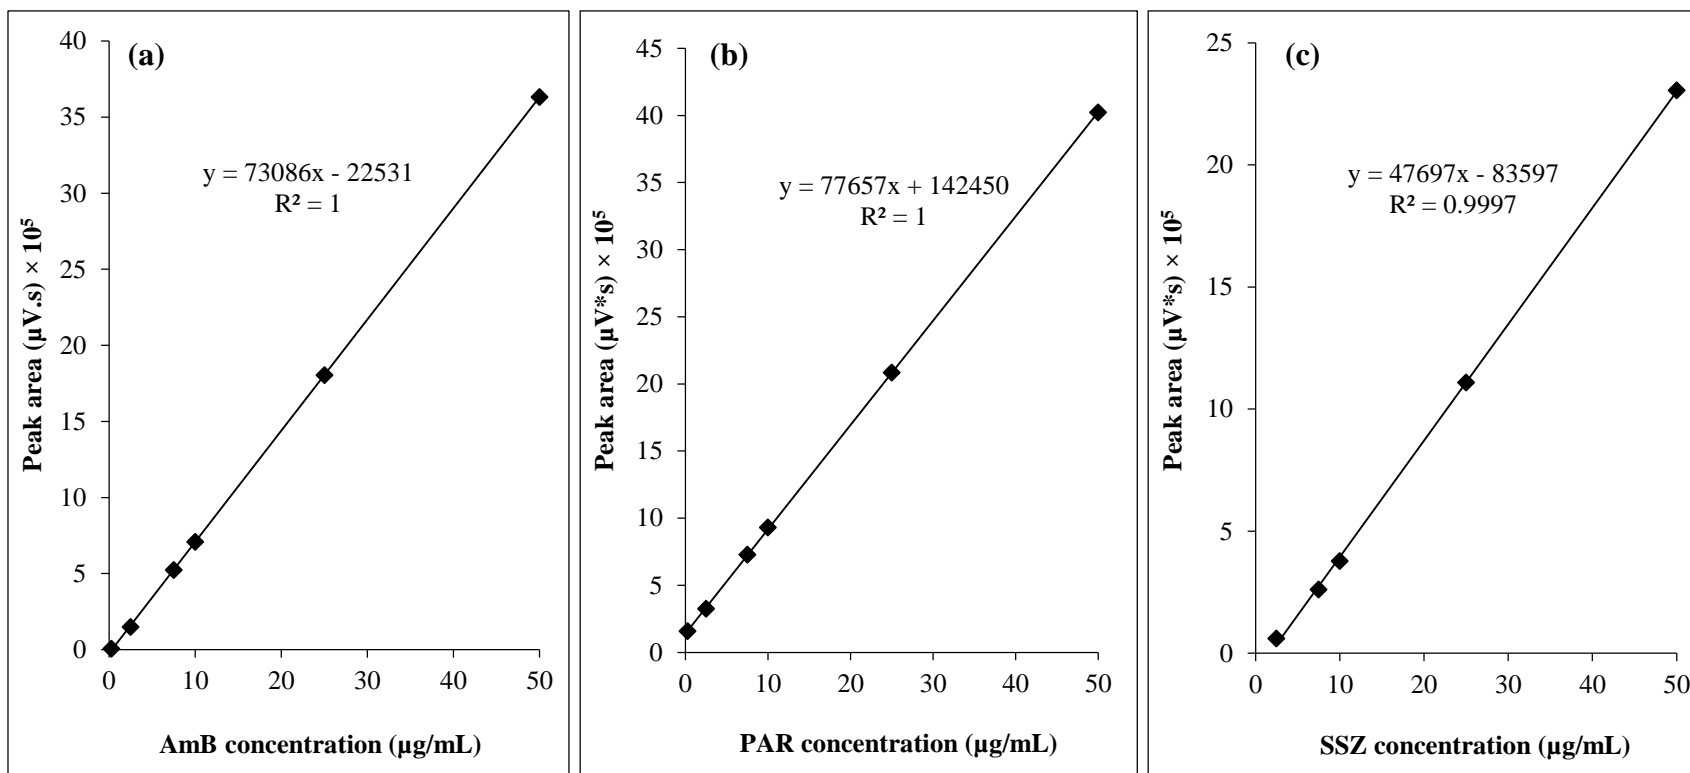 (a)
40
35
30
25
20
15
10
5
0
Peak area (µV.s) × 10⁵
y = 73086x - 22531
R² = 1
0 10 20 30 40 50
AmB concentration (µg/mL)
(b)
45
40
35
30
25
20
15
10
5
0
Peak area (µV*s) × 10⁵
y = 77657x + 142450
R² = 1
0 10 20 30 40 50
PAR concentration (µg/mL)
(c)
25
20
15
10
5
0
Peak area (µV*s) × 10⁵
y = 47697x - 83597
R² = 0.9997
0 10 20 30 40 50
SSZ concentration (µg/mL)